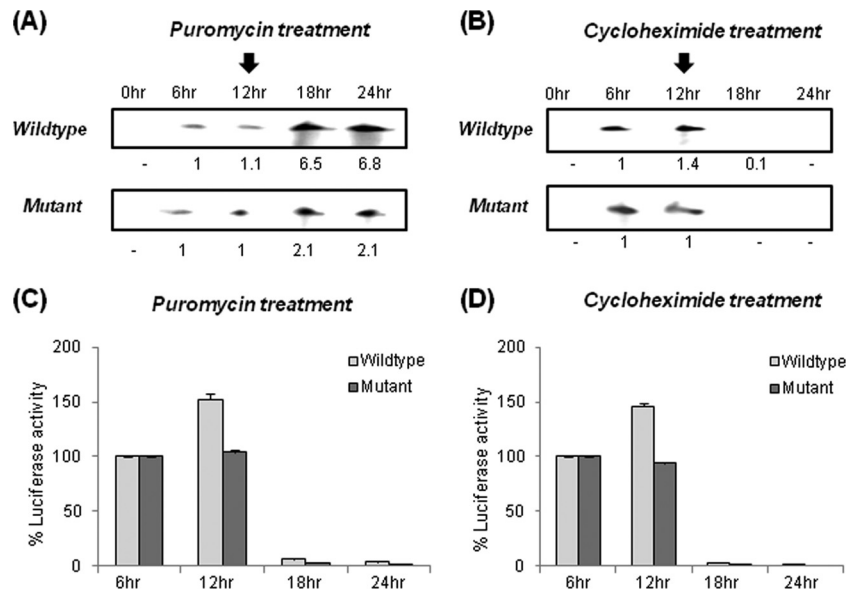 (A)
Puromycin treatment
0hr 6hr 12hr 18hr 24hr
Wildtype
- 1 1.1 6.5 6.8
Mutant
- 1 1 2.1 2.1
(B)
Cycloheximide treatment
0hr 6hr 12hr 18hr 24hr
Wildtype
- 1 1.4 0.1 -
Mutant
- 1 1 - -
(C)
Puromycin treatment
% Luciferase activity
200
150
100
50
0
Wildtype
Mutant
6hr 12hr 18hr 24hr
(D)
Cycloheximide treatment
% Luciferase activity
200
150
100
50
0
Wildtype
Mutant
6hr 12hr 18hr 24hr